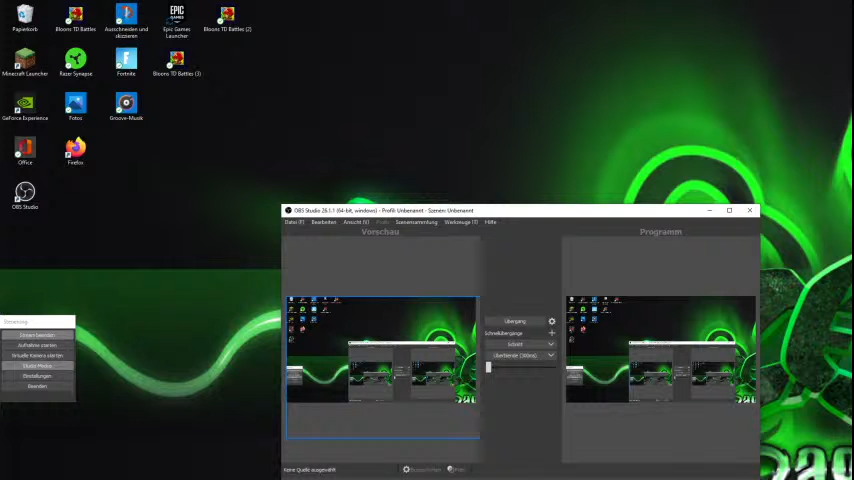 Papierkorb
Bloons TD Battles
Ausschneiden und
skizzieren
Epic Games
Launcher
Bloons TD Battles (2)
Minecraft Launcher
Razer Synapse
Fortnite
Bloons TD Battles (3)
GeForce Experience
Fotos
Groove-Musik
Office
Firefox
OBS Studio
OBS Studio 26.1.1 (64-bit, windows) - Profil: Unbenannt - Szenen: Unbenannt
Datei (F)
Bearbeiten
Ansicht (V)
Szenensammlung
Werkzeuge (T)
Hilfe
Vorschau
Programm
Steuerung
Stream beenden
Aufnahme starten
Virtuelle Kamera starten
Studio-Modus
Einstellungen
Beenden
Übergang
Schnellübergänge
Schnitt
Überblende (300ms)
Keine Quelle ausgewählt